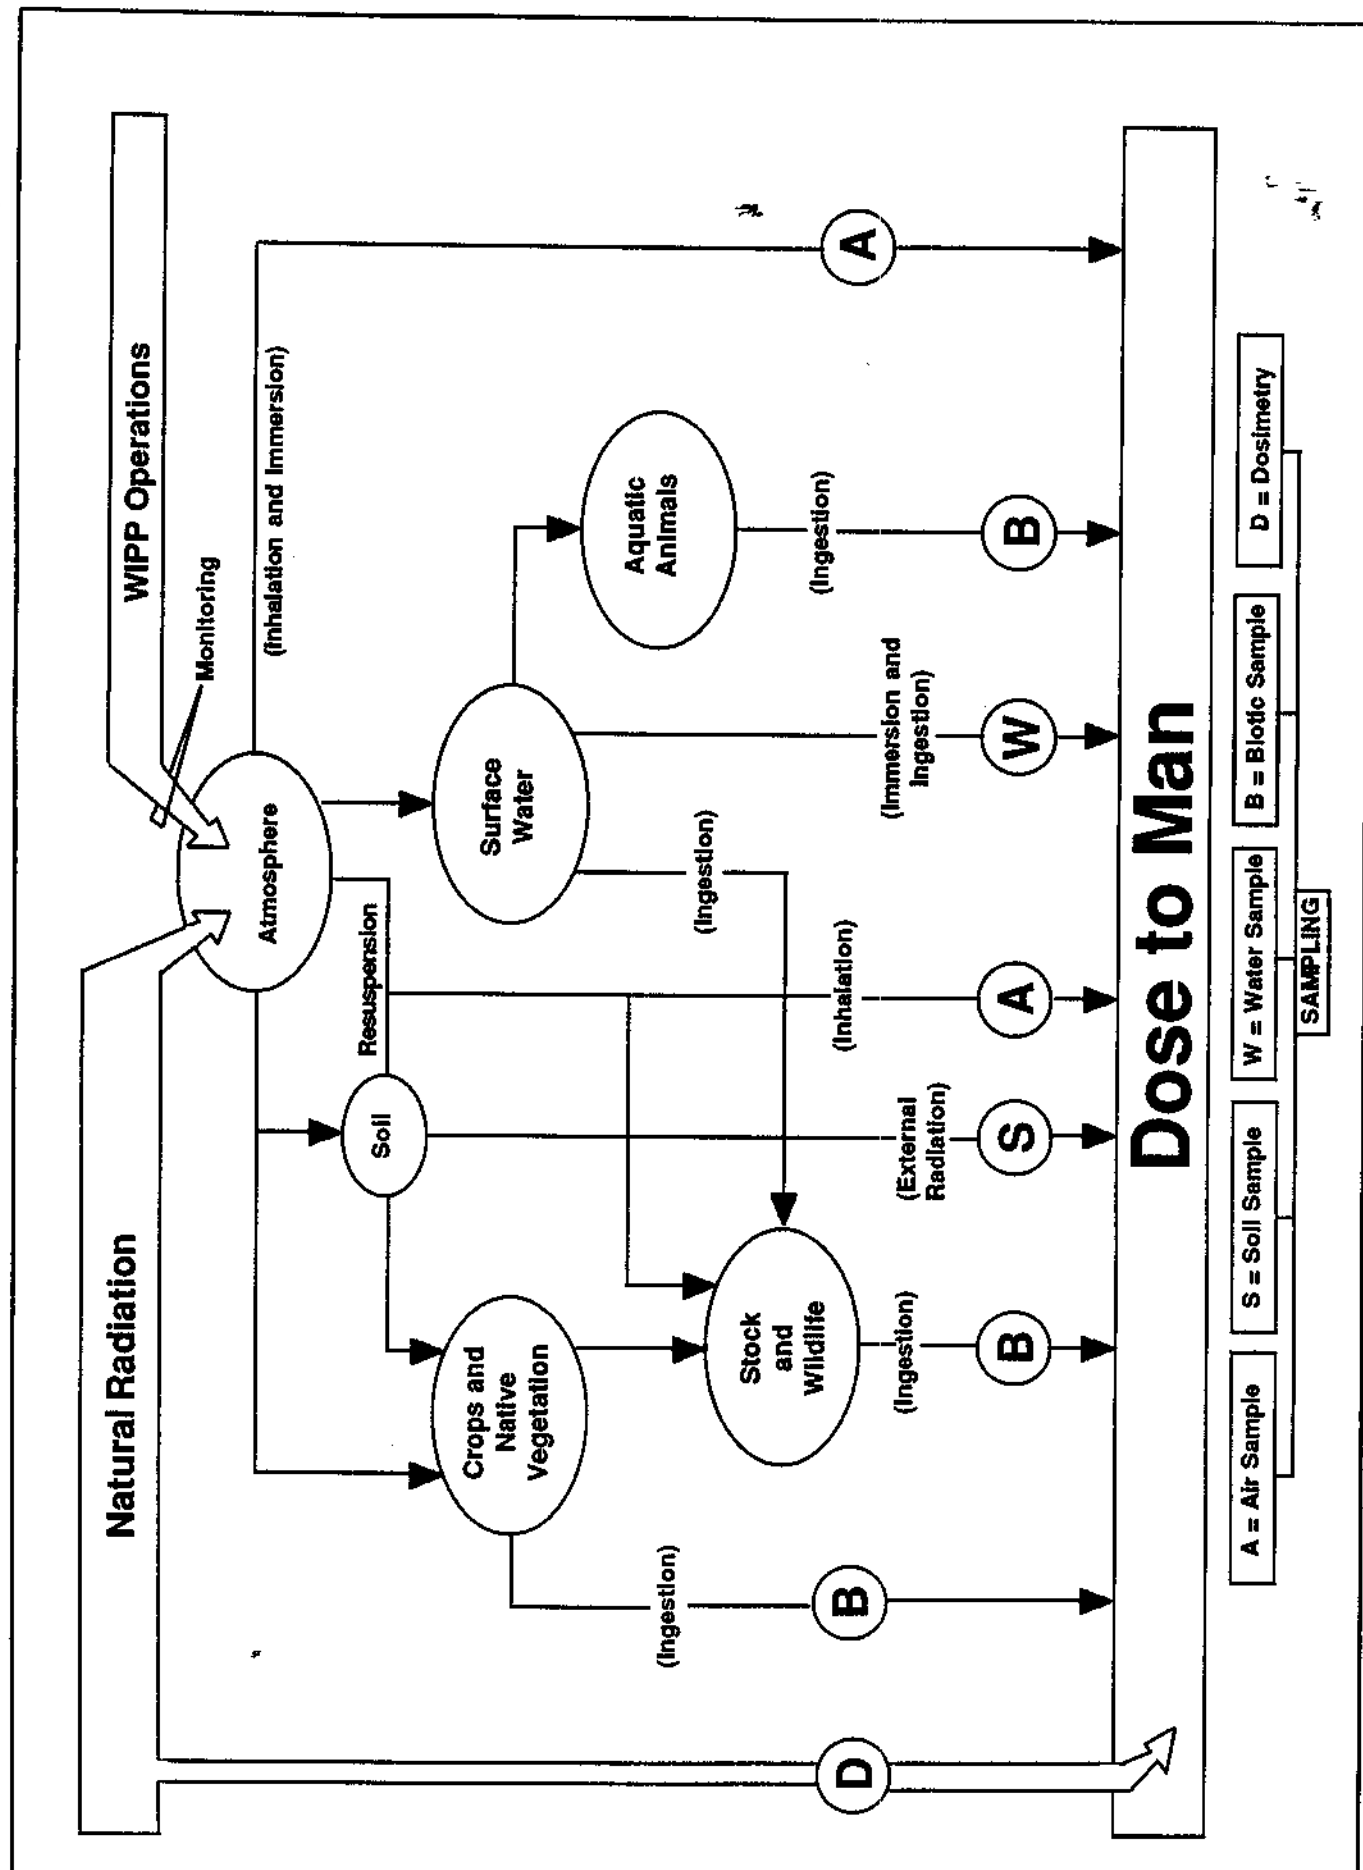 Natural Radiation
WIPP Operations
Monitoring
Atmosphere
(Inhalation and Immersion)
Resuspension
Soil
Crops and
Native
Vegetation
Surface
Water
Aquatic
Animals
(Ingestion)
(Ingestion)
Stock
and
Wildlife
(Inhalation)
(External
Radiation)
(Immersion and
Ingestion)
(Ingestion)
(Ingestion)
D
B
B
S
A
W
B
A
Dose to Man
A = Air Sample
S = Soil Sample
W = Water Sample
B = Biotic Sample
D = Dosimetry
SAMPLING